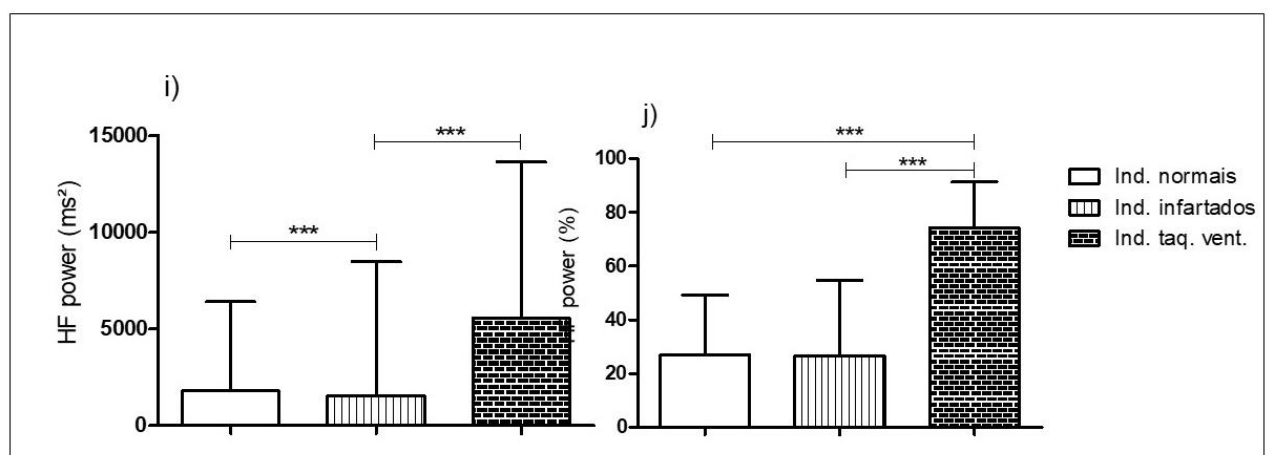 i)
HF power (ms²)
15000
10000
5000
0
***
***
j)
power (%)
100
80
60
40
20
0
***
***
Ind. normais
Ind. infartados
Ind. taq. vent.